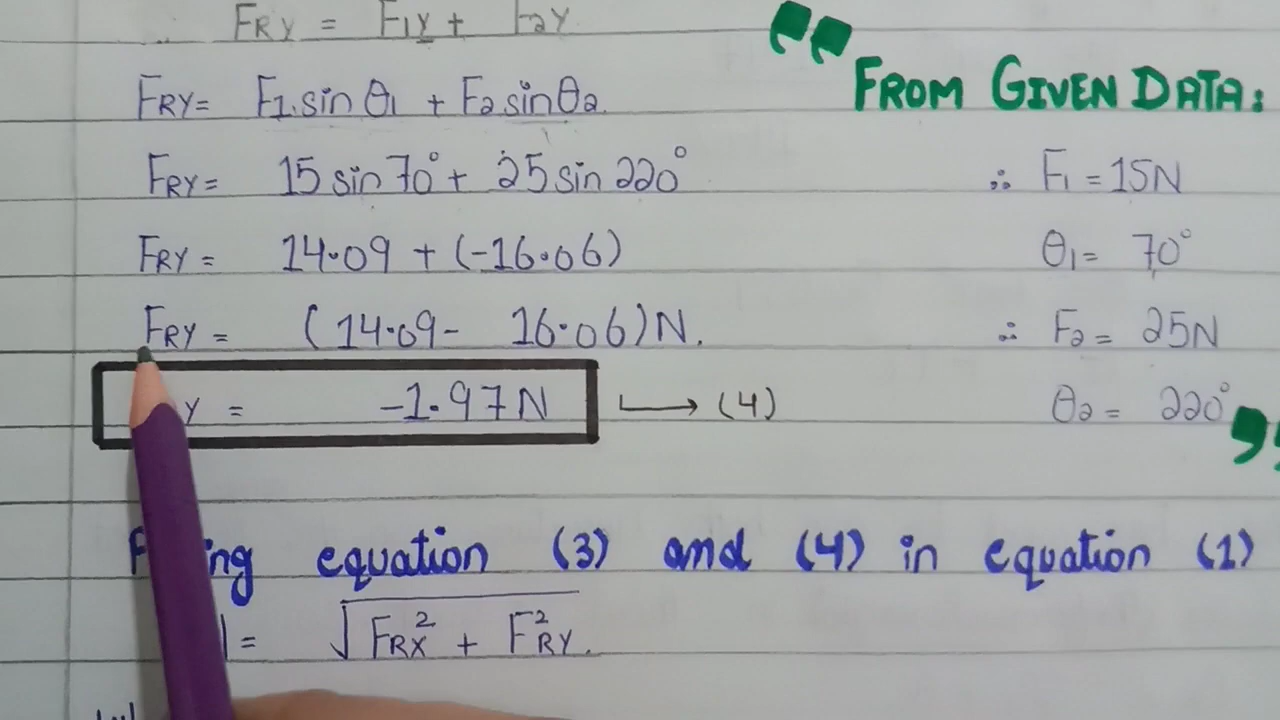 FRY = F1Y + F2Y
FRY = F1.sin θ1 + F2 sinθ2.
FRY = 15 sin 70° + 25 sin 220°
FRY = 14.09 + (-16.06)
FRY = (14.09 - 16.06)N.
Y = -1.97N → (4)
“ FROM GIVEN DATA:
∴ F1 = 15N
θ1 = 70°
∴ F2 = 25N
θ2 = 220° ”
equation (3) and (4) in equation (1)
| = √FRX² + F²RY.